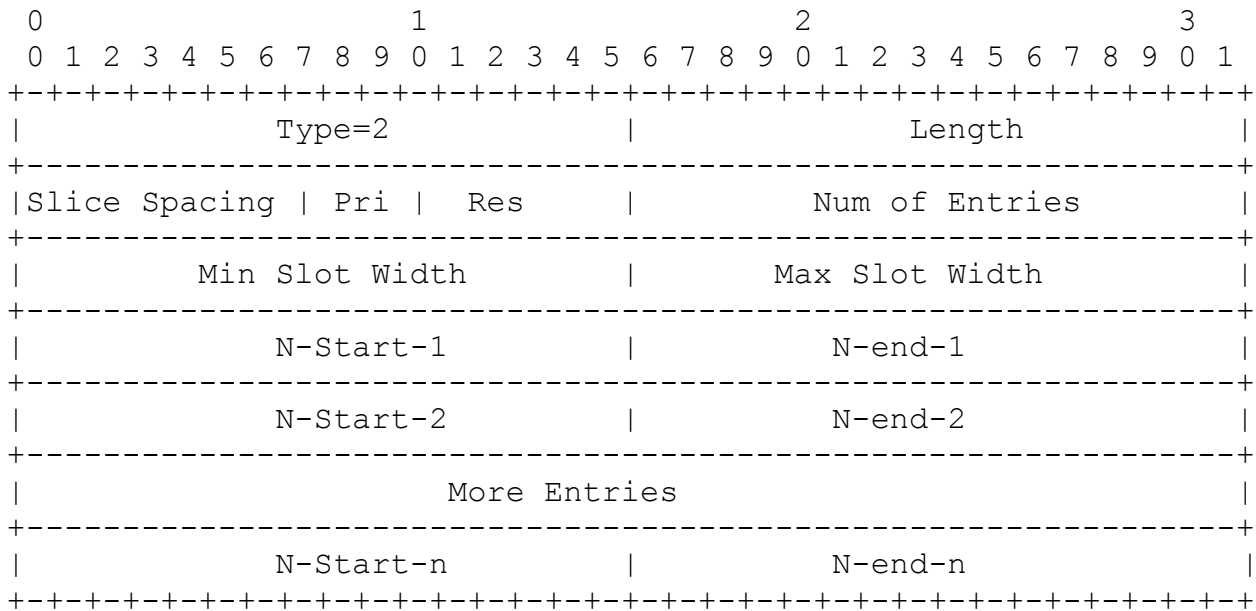 0                   1                   2                   3
 0 1 2 3 4 5 6 7 8 9 0 1 2 3 4 5 6 7 8 9 0 1 2 3 4 5 6 7 8 9 0 1
+-+-+-+-+-+-+-+-+-+-+-+-+-+-+-+-+-+-+-+-+-+-+-+-+-+-+-+-+-+-+-+-+
|             Type=2            |              Length           |
+---------------------------------------------------------------+
|Slice Spacing | Pri |  Res     |         Num of Entries        |
+---------------------------------------------------------------+
|         Min Slot Width        |       Max Slot Width          |
+---------------------------------------------------------------+
|             N-Start-1         |          N-end-1              |
+---------------------------------------------------------------+
|             N-Start-2         |          N-end-2              |
+---------------------------------------------------------------+
|                      More Entries                             |
+---------------------------------------------------------------+
|             N-Start-n         |          N-end-n               |
+-+-+-+-+-+-+-+-+-+-+-+-+-+-+-+-+-+-+-+-+-+-+-+-+-+-+-+-+-+-+-+-+